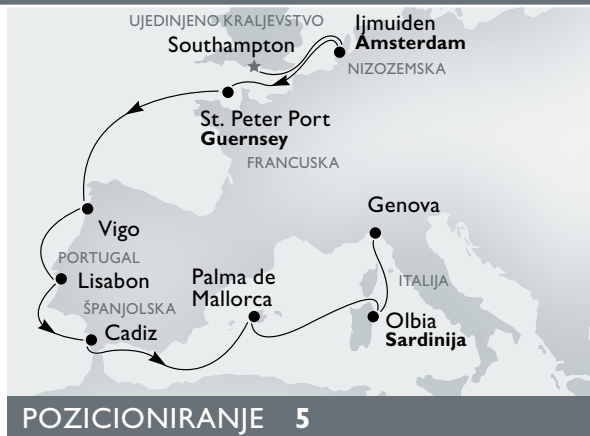 UJEDINJENO KRALJEVSTVO
Southampton
Ijmuiden
Amsterdam
NIZOZEMSKA
St. Peter Port
Guernsey
FRANCUSKA
Vigo
PORTUGAL
Lisabon
ŠPANJOLSKA
Cadiz
Palma de
Mallorca
Genova
ITALIJA
Olbia
Sardinija
POZICIONIRANJE 5